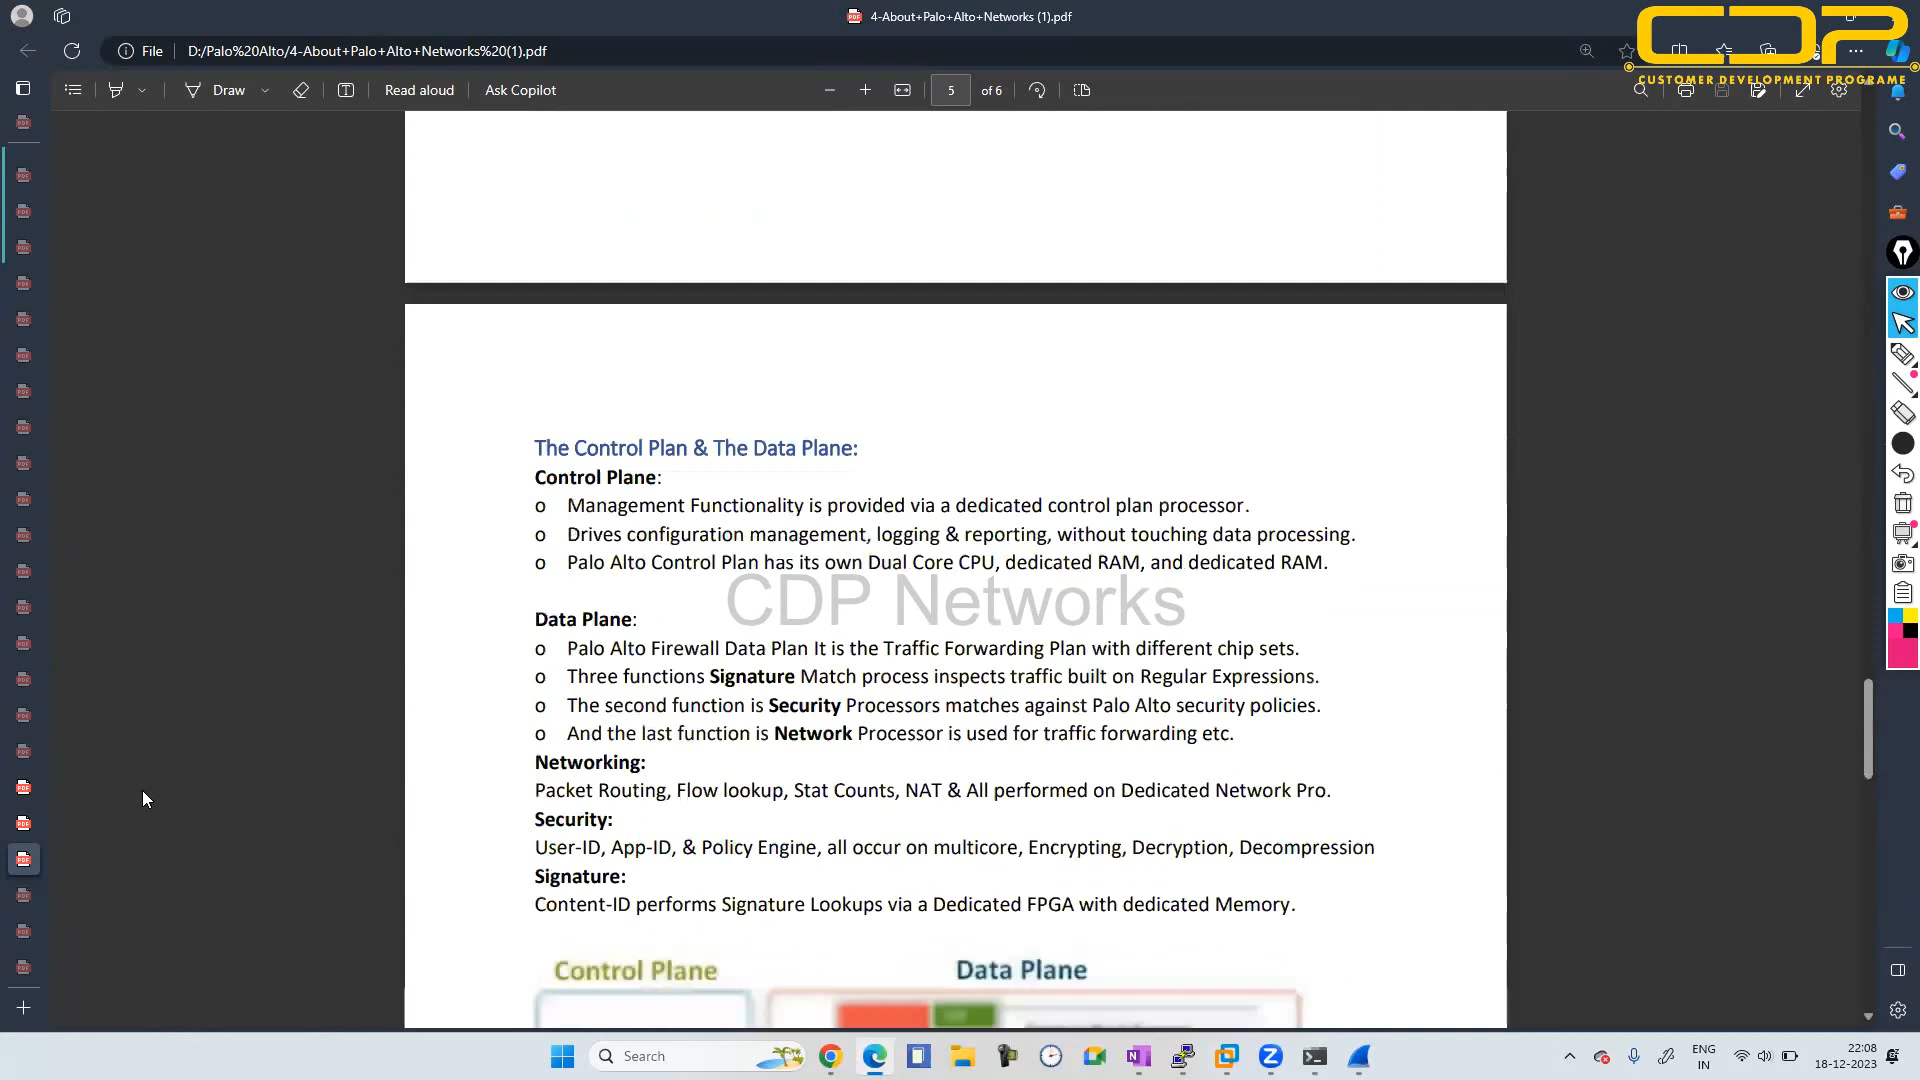 4-About+Palo+Alto+Networks (1).pdf
CDP
CUSTOMER DEVELOPMENT PROGRAME
File
D:/Palo%20Alto/4-About+Palo+Alto+Networks%20(1).pdf
Draw
Read aloud
Ask Copilot
5
of 6
The Control Plan & The Data Plane:
Control Plane:
o Management Functionality is provided via a dedicated control plan processor.
o Drives configuration management, logging & reporting, without touching data processing.
o Palo Alto Control Plan has its own Dual Core CPU, dedicated RAM, and dedicated RAM.
CDP Networks
Data Plane:
o Palo Alto Firewall Data Plan It is the Traffic Forwarding Plan with different chip sets.
o Three functions Signature Match process inspects traffic built on Regular Expressions.
o The second function is Security Processors matches against Palo Alto security policies.
o And the last function is Network Processor is used for traffic forwarding etc.
Networking:
Packet Routing, Flow lookup, Stat Counts, NAT & All performed on Dedicated Network Pro.
Security:
User-ID, App-ID, & Policy Engine, all occur on multicore, Encrypting, Decryption, Decompression
Signature:
Content-ID performs Signature Lookups via a Dedicated FPGA with dedicated Memory.
Control Plane
Data Plane
Search
ENG
IN
22:08
18-12-2023